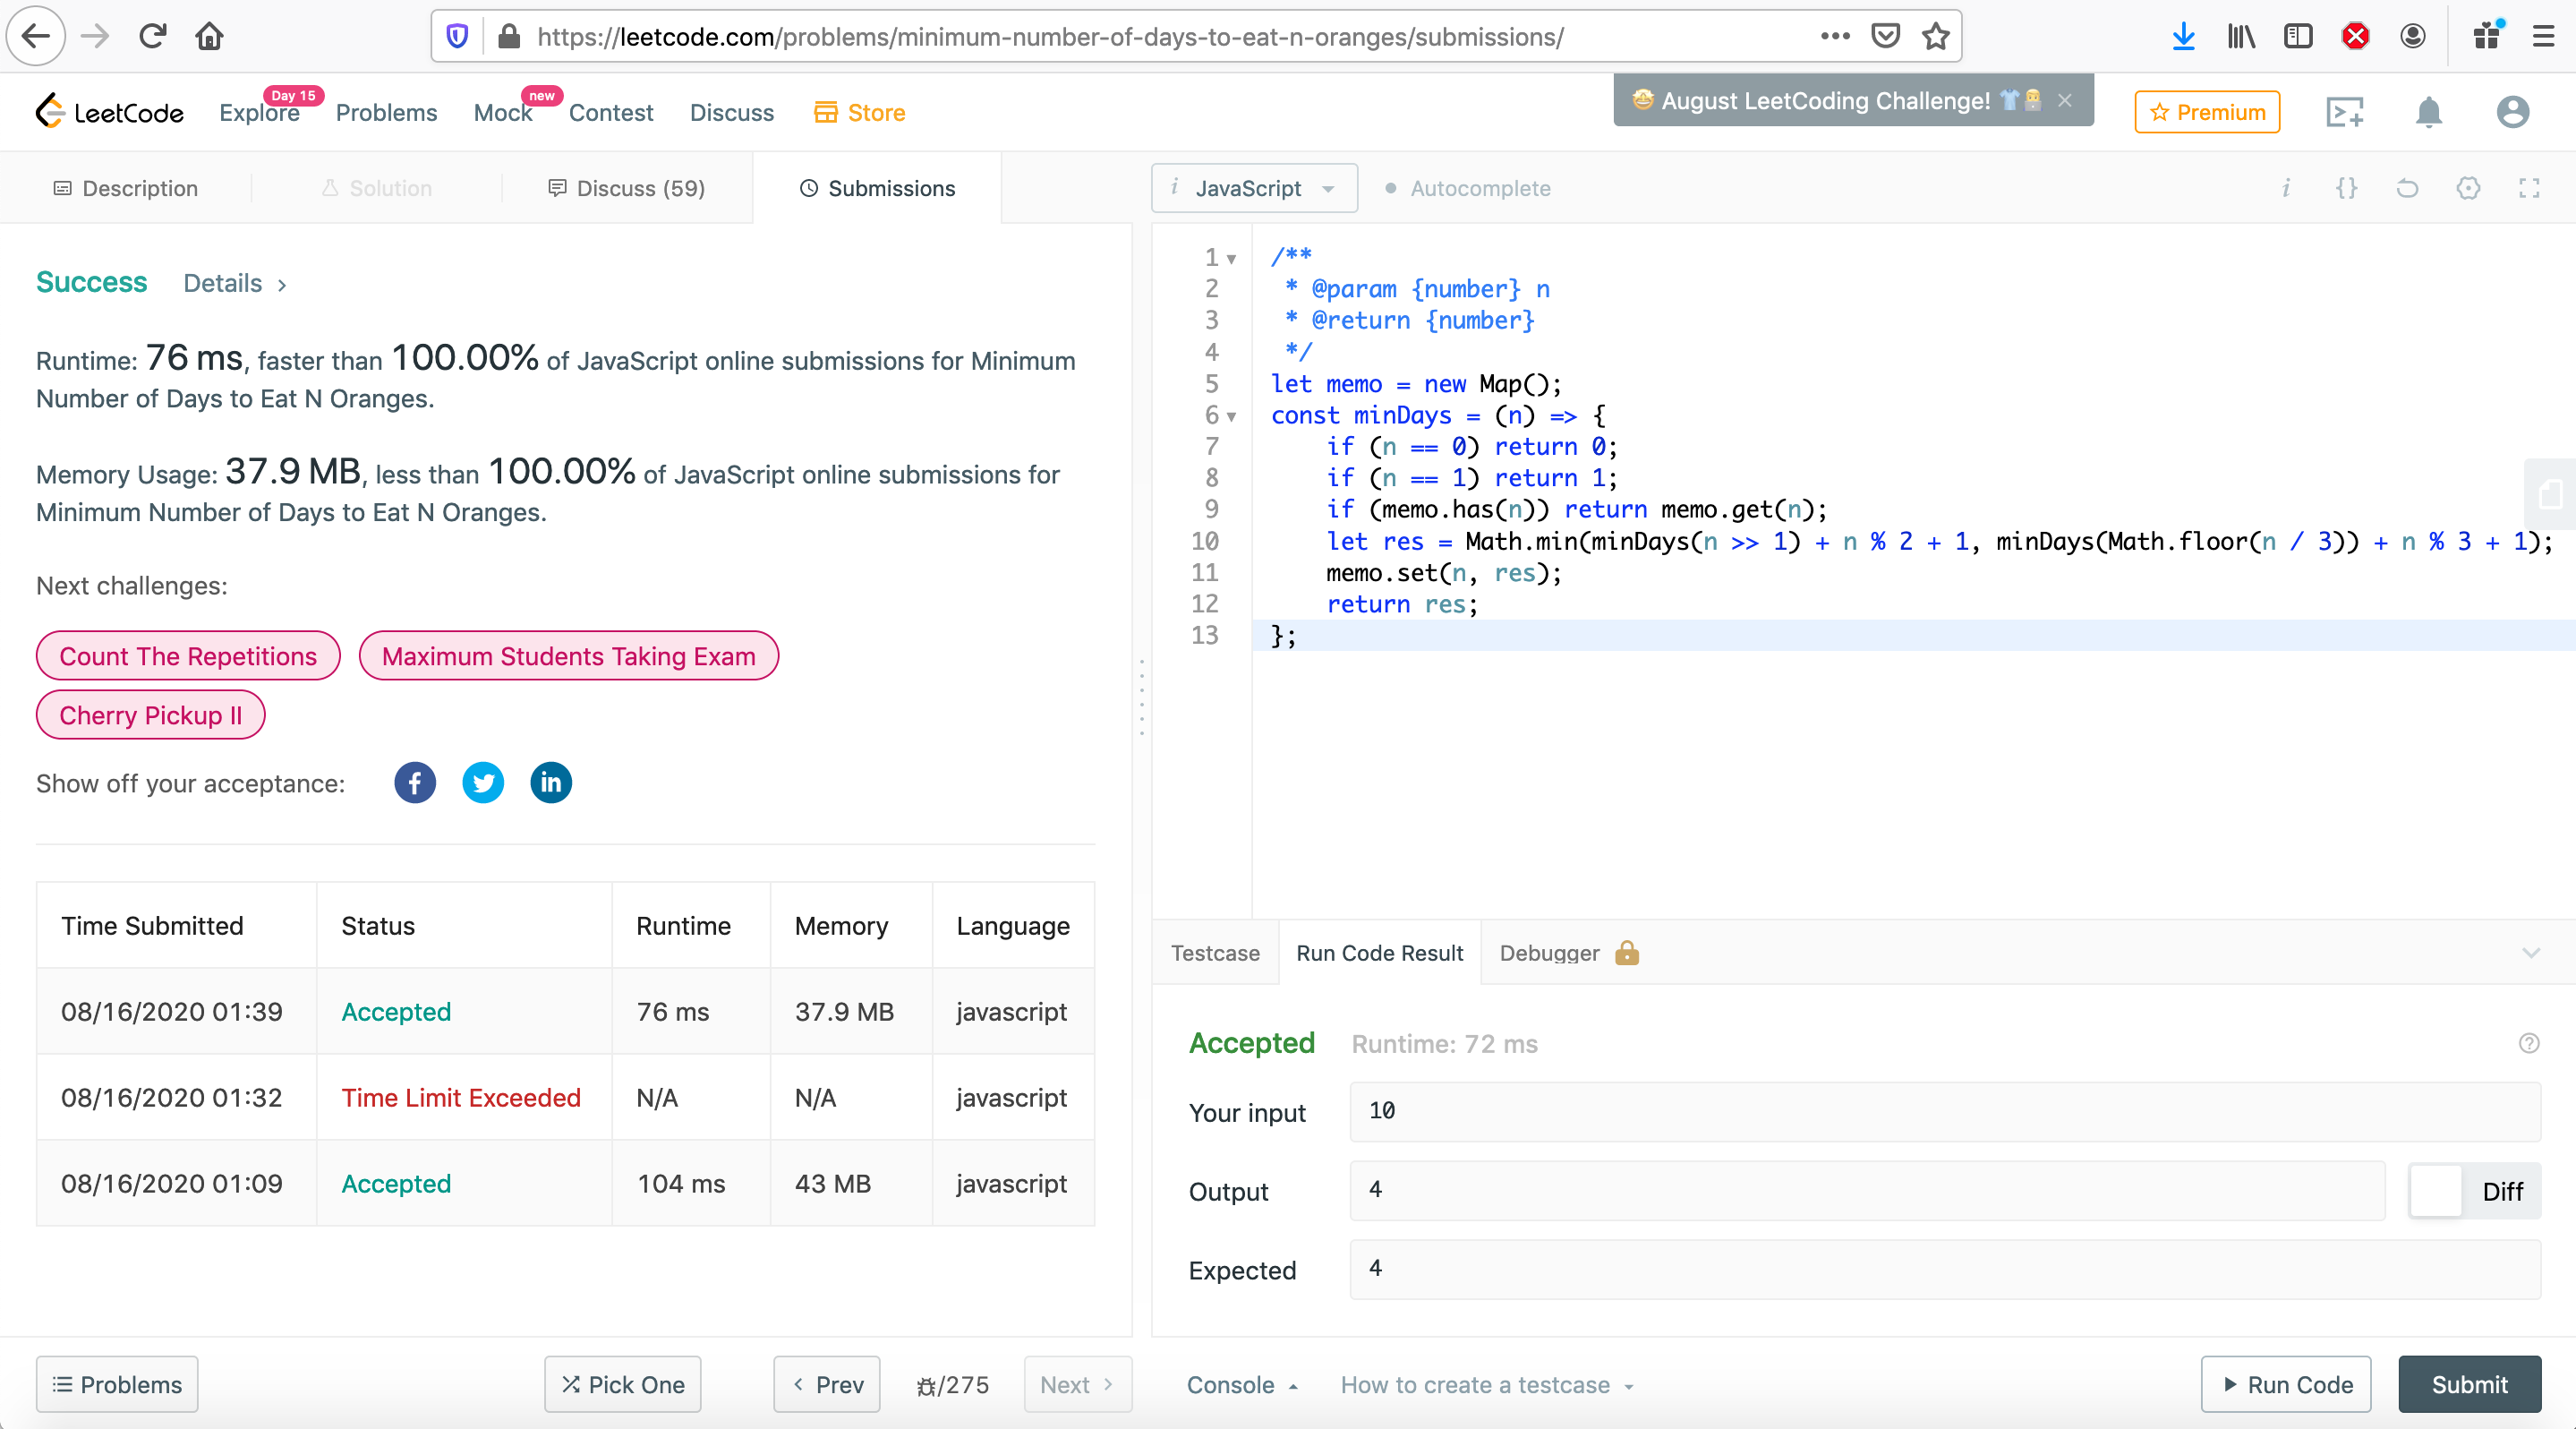 https://leetcode.com/problems/minimum-number-of-days-to-eat-n-oranges/submissions/
LeetCode
Explore
Day 15
Problems
Mock
new
Contest
Discuss
Store
August LeetCoding Challenge!
Premium
Description
Solution
Discuss (59)
Submissions
i JavaScript
Autocomplete
Success Details >
Runtime: 76 ms, faster than 100.00% of JavaScript online submissions for Minimum
Number of Days to Eat N Oranges.
Memory Usage: 37.9 MB, less than 100.00% of JavaScript online submissions for
Minimum Number of Days to Eat N Oranges.
Next challenges:
Count The Repetitions
Maximum Students Taking Exam
Cherry Pickup II
Show off your acceptance:
Time Submitted Status Runtime Memory Language
08/16/2020 01:39 Accepted 76 ms 37.9 MB javascript
08/16/2020 01:32 Time Limit Exceeded N/A N/A javascript
08/16/2020 01:09 Accepted 104 ms 43 MB javascript
1 /**
2 * @param {number} n
3 * @return {number}
4 */
5 let memo = new Map();
6 const minDays = (n) => {
7 if (n == 0) return 0;
8 if (n == 1) return 1;
9 if (memo.has(n)) return memo.get(n);
10 let res = Math.min(minDays(n >> 1) + n % 2 + 1, minDays(Math.floor(n / 3)) + n % 3 + 1);
11 memo.set(n, res);
12 return res;
13 };
Testcase
Run Code Result
Debugger
Accepted Runtime: 72 ms
Your input 10
Output 4
Diff
Expected 4
Problems
Pick One
< Prev
/275
Next >
Console
How to create a testcase
Run Code
Submit